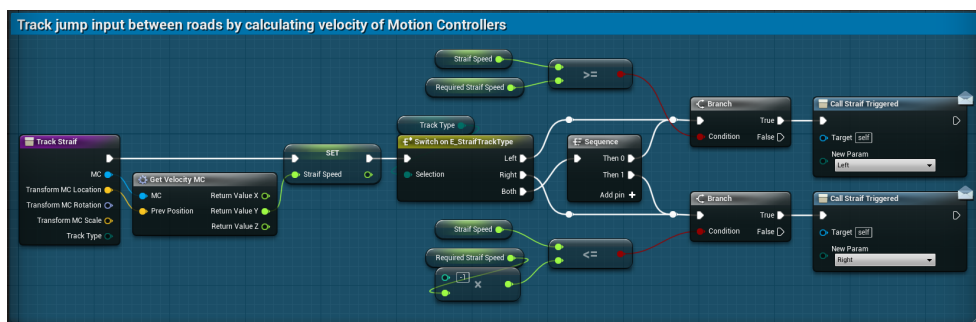 Track jump input between roads by calculating velocity of Motion Controllers
Straif Speed
>=
Required Straif Speed
Branch
True
Condition
False
Call Straif Triggered
Target self
New Param
Left
Track Type
Track Straif
MC
Transform MC Location
Transform MC Rotation
Transform MC Scale
Track Type
Get Velocity MC
MC
Return Value X
Prev Position
Return Value Y
Return Value Z
SET
Straif Speed
Switch on E_StraifTrackType
Left
Selection
Right
Both
Sequence
Then 0
Then 1
Add pin +
Branch
True
Condition
False
Call Straif Triggered
Target self
New Param
Right
Straif Speed
<=
Required Straif Speed
-1
x